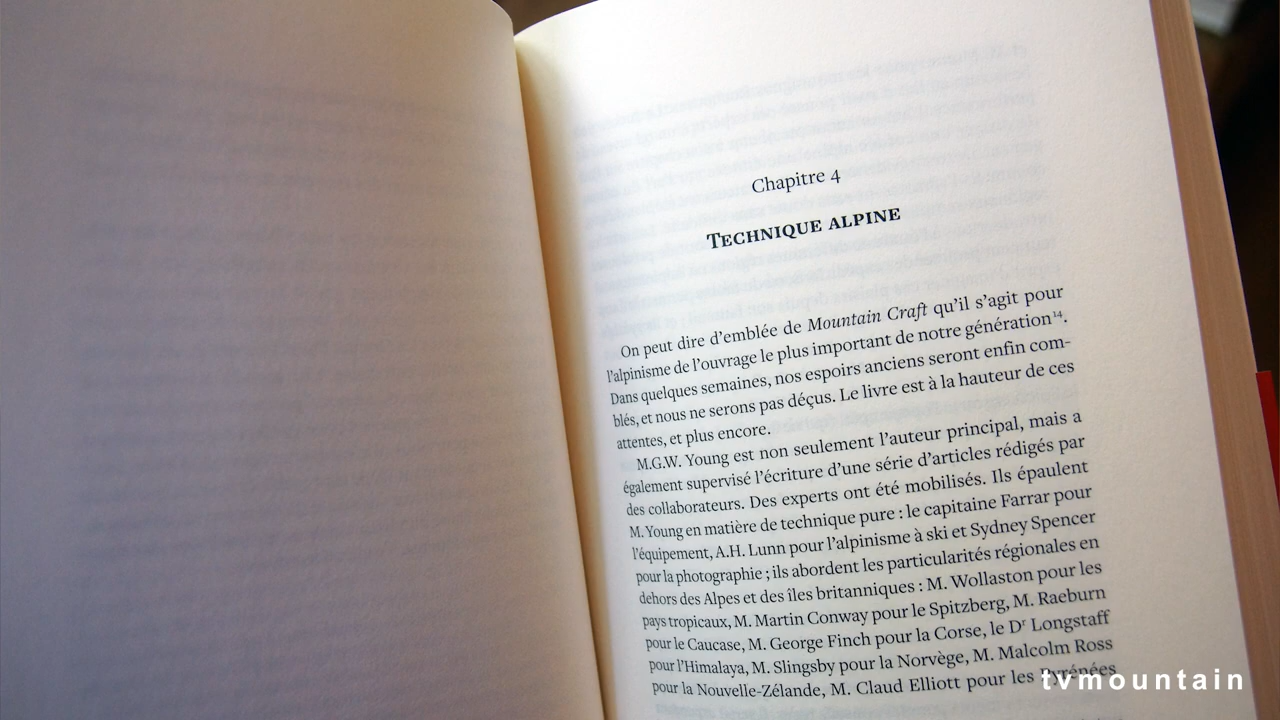 Chapitre 4
TECHNIQUE ALPINE
On peut dire d'emblée de Mountain Craft qu'il s'agit pour
l'alpinisme de l'ouvrage le plus important de notre génération¹⁴.
Dans quelques semaines, nos espoirs anciens seront enfin com-
blés, et nous ne serons pas déçus. Le livre est à la hauteur de ces
attentes, et plus encore.
M.G.W. Young est non seulement l'auteur principal, mais a
également supervisé l'écriture d'une série d'articles rédigés par
des collaborateurs. Des experts ont été mobilisés. Ils épaulent
M. Young en matière de technique pure : le capitaine Farrar pour
l'équipement, A.H. Lunn pour l'alpinisme à ski et Sydney Spencer
pour la photographie ; ils abordent les particularités régionales en
dehors des Alpes et des îles britanniques : M. Wollaston pour les
pays tropicaux, M. Martin Conway pour le Spitzberg, M. Raeburn
pour le Caucase, M. George Finch pour la Corse, le Dʳ Longstaff
pour l'Himalaya, M. Slingsby pour la Norvège, M. Malcolm Ross
pour la Nouvelle-Zélande, M. Claud Elliott pour les Pyrénées
tvmountain